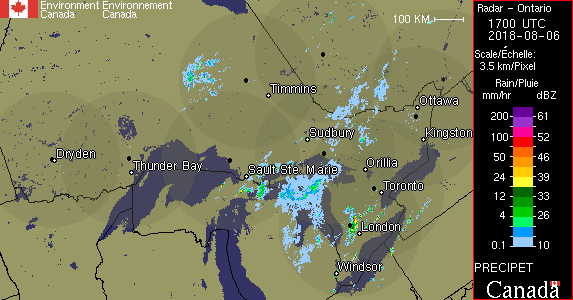 Environment Environnement
Canada Canada
100 KM
Timmins
Ottawa
Sudbury
Kingston
Dryden
Thunder Bay
Sault Ste. Marie
Orillia
Toronto
London
Windsor
Radar - Ontario
1700 UTC
2018-08-06
Scale/Échelle:
3.5 km/Pixel
Rain/Pluie
mm/hr dBZ
200 61
100 52
50 46
24 39
12 33
4 26
0.1 10
PRECIPET
Canada